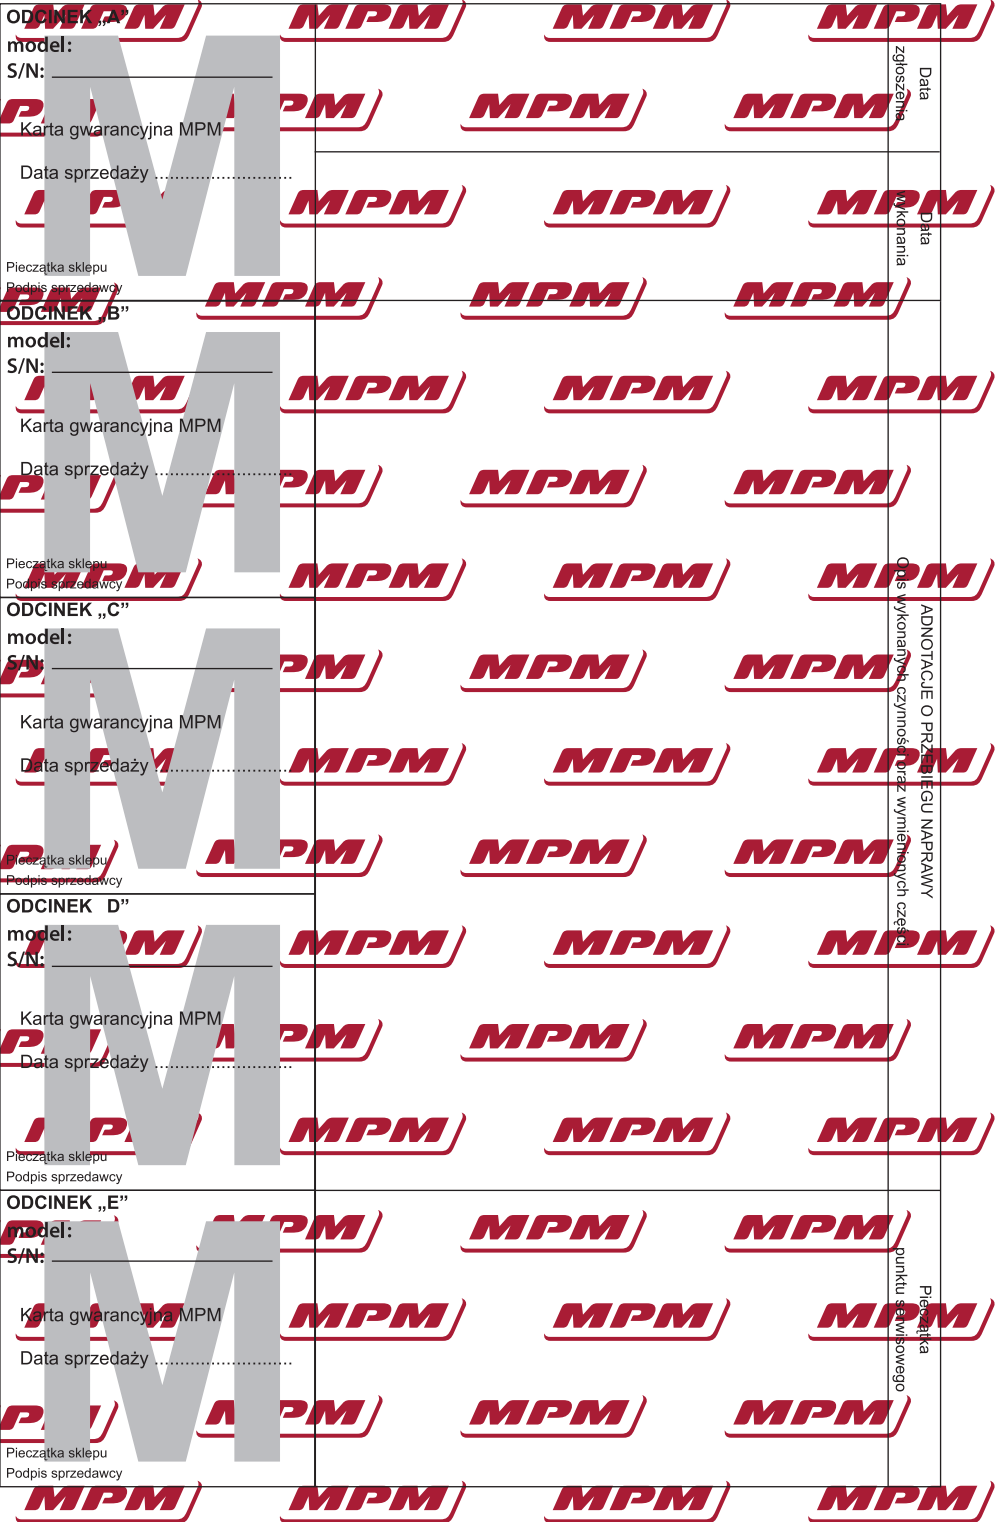 ODCINEK „A”
model:
S/N:
Karta gwarancyjna MPM
Data sprzedaży ..........................
Pieczątka sklepu
Podpis sprzedawcy
ODCINEK „B”
model:
S/N:
Karta gwarancyjna MPM
Data sprzedaży ..........................
Pieczątka sklepu
Podpis sprzedawcy
ODCINEK „C”
model:
S/N:
Karta gwarancyjna MPM
Data sprzedaży ..........................
Pieczątka sklepu
Podpis sprzedawcy
ODCINEK D”
model:
S/N:
Karta gwarancyjna MPM
Data sprzedaży ..........................
Pieczątka sklepu
Podpis sprzedawcy
ODCINEK „E”
model:
S/N:
Karta gwarancyjna MPM
Data sprzedaży ..........................
Pieczątka sklepu
Podpis sprzedawcy
Data
zgłoszenia
Data
wykonania
ADNOTACJE O PRZEBIEGU NAPRAWY
Opis wykonanych czynności oraz wymienionych części
Pieczątka
punktu serwisowego
MPM